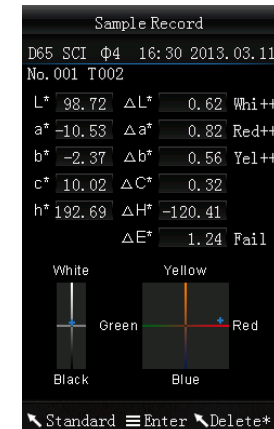 Sample Record
D65 SCI Φ4 16:30 2013.03.11
No.001 T002
L* 98.72 ΔL* 0.62 Whi++
a* -10.53 Δa* 0.82 Red++
b* -2.37 Δb* 0.56 Yel++
c* 10.02 ΔC* 0.32
h* 192.69 ΔH* -120.41
ΔE* 1.24 Fail
White Yellow
Green Red
Black Blue
Standard Enter Delete*